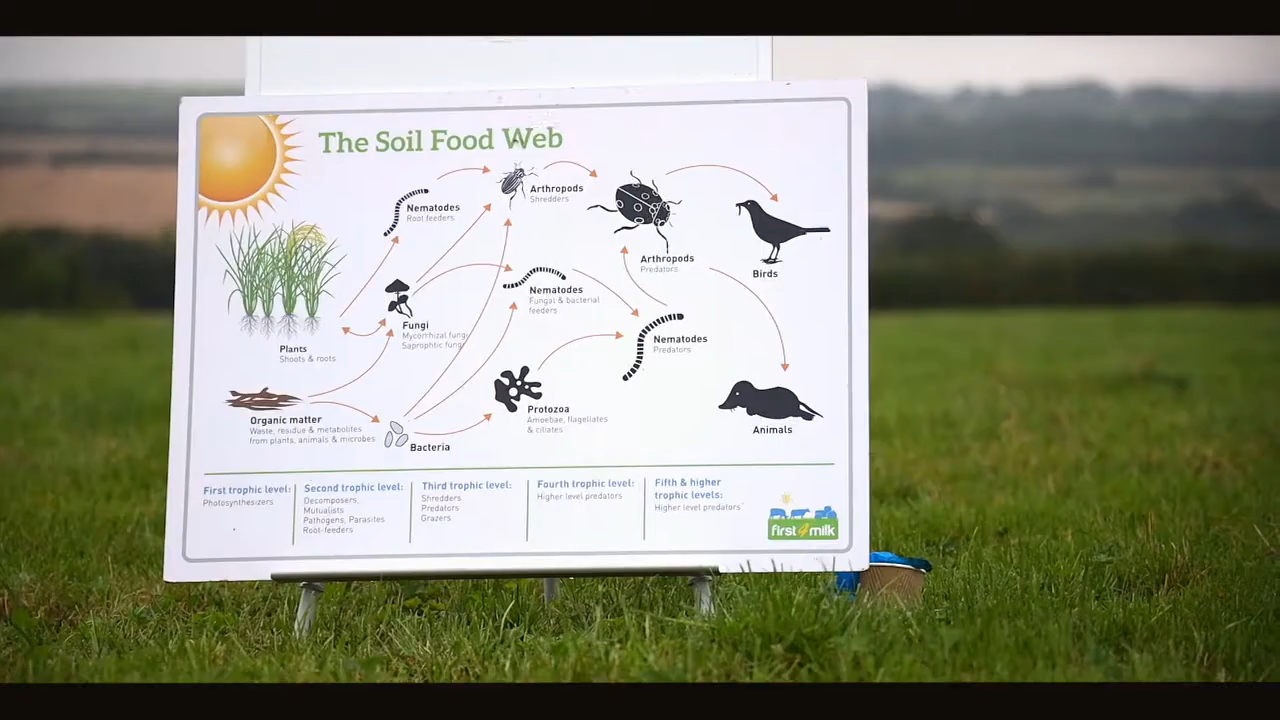 The Soil Food Web
Nematodes
Root feeders
Arthropods
Shredders
Arthropods
Predators
Birds
Fungi
Mycorrhizal fungi
Saprophtic fungi
Nematodes
Fungal & bacterial
feeders
Nematodes
Predators
Plants
Shoots & roots
Organic matter
Waste, residue & metabolites
from plants, animals & microbes
Bacteria
Protozoa
Amoebae, flagellates
& ciliates
Animals
First trophic level:
Photosynthesizers
Second trophic level:
Decomposers,
Mutualists
Pathogens, Parasites
Root-feeders
Third trophic level:
Shredders
Predators
Grazers
Fourth trophic level:
Higher level predators
Fifth & higher
trophic levels:
Higher level predators
first4milk